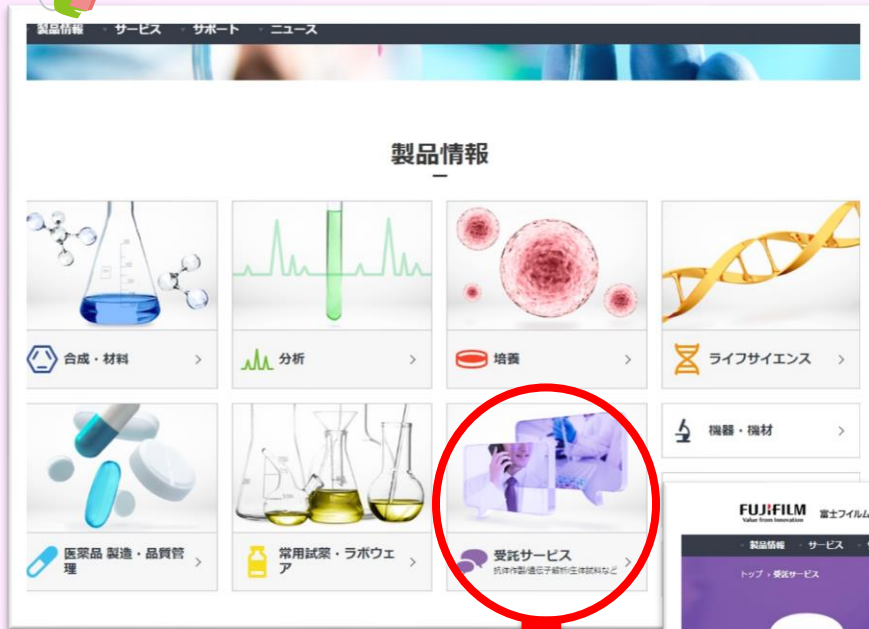 製品情報 サービス サポート ニュース
製品情報
合成・材料
分析
培養
ライフサイエンス
医薬品 製造・品質管
理
常用試薬・ラボウェ
ア
受託サービス
抗体作製/遺伝子解析/生体試料など
機器・機材
FUJIFILM
Value from Innovation
富士フイルム
製品情報 サービス
トップ > 受託サービス